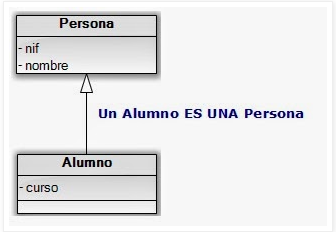 Persona
- nif
- nombre
Un Alumno ES UNA Persona
Alumno
- curso